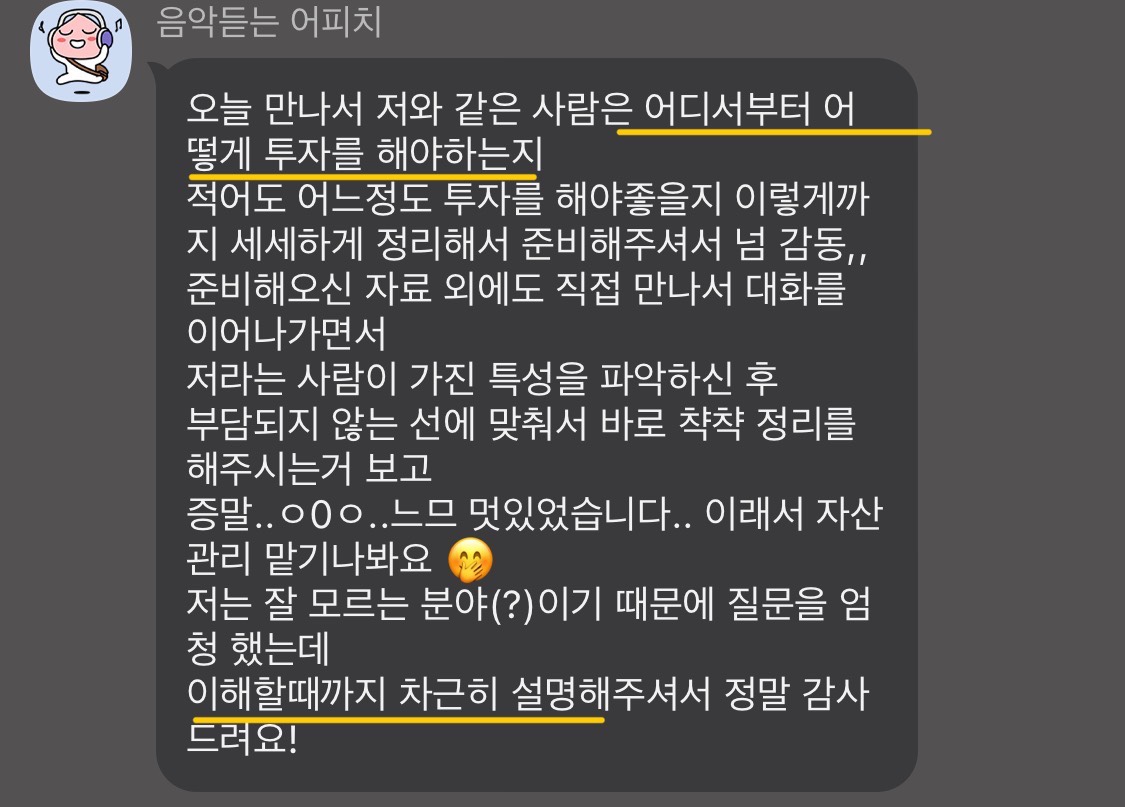 음악듣는 어피치
오늘 만나서 저와 같은 사람은 어디서부터 어
떻게 투자를 해야하는지
적어도 어느정도 투자를 해야좋을지 이렇게까
지 세세하게 정리해서 준비해주셔서 넘 감동,,
준비해오신 자료 외에도 직접 만나서 대화를
이어나가면서
저라는 사람이 가진 특성을 파악하신 후
부담되지 않는 선에 맞춰서 바로 챡챡 정리를
해주시는거 보고
증말..ㅇ0ㅇ..느므 멋있었습니다.. 이래서 자산
관리 맡기나봐요 🤭
저는 잘 모르는 분야(?)이기 때문에 질문을 엄
청 했는데
이해할때까지 차근히 설명해주셔서 정말 감사
드려요!